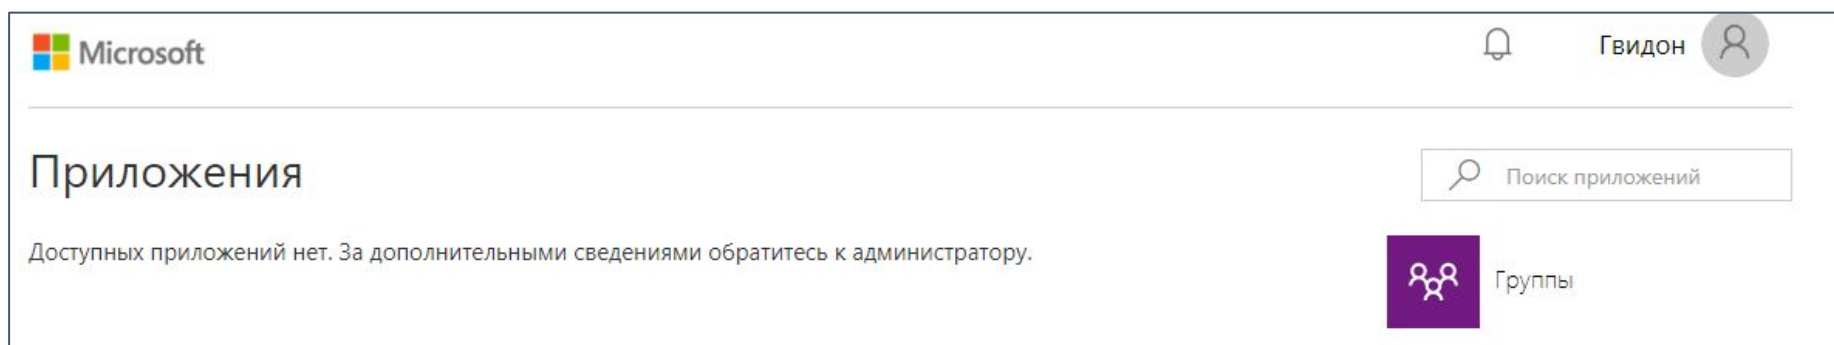 Microsoft
Гвидон
Приложения
Поиск приложений
Доступных приложений нет. За дополнительными сведениями обратитесь к администратору.
Группы